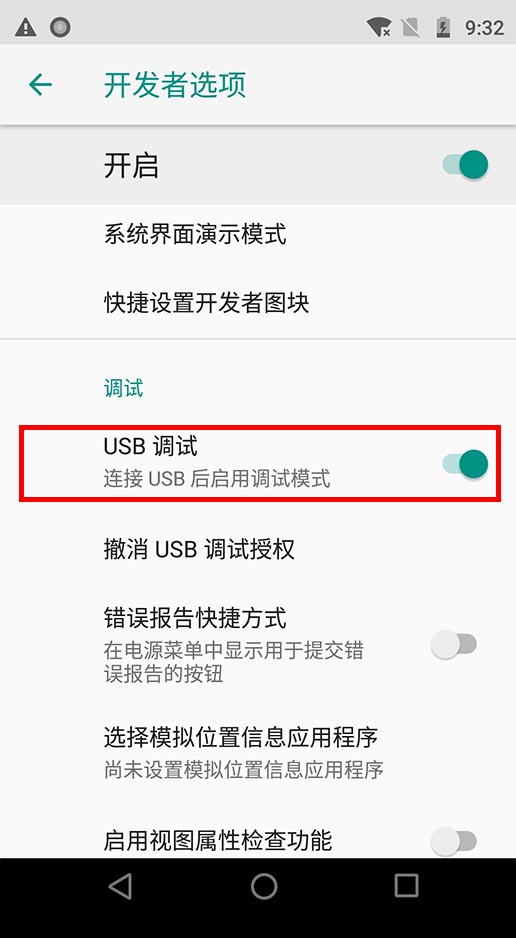 9:32
开发者选项
开启
系统界面演示模式
快捷设置开发者图块
调试
USB 调试
连接 USB 后启用调试模式
撤消 USB 调试授权
错误报告快捷方式
在电源菜单中显示用于提交错
误报告的按钮
选择模拟位置信息应用程序
尚未设置模拟位置信息应用程序
启用视图属性检查功能